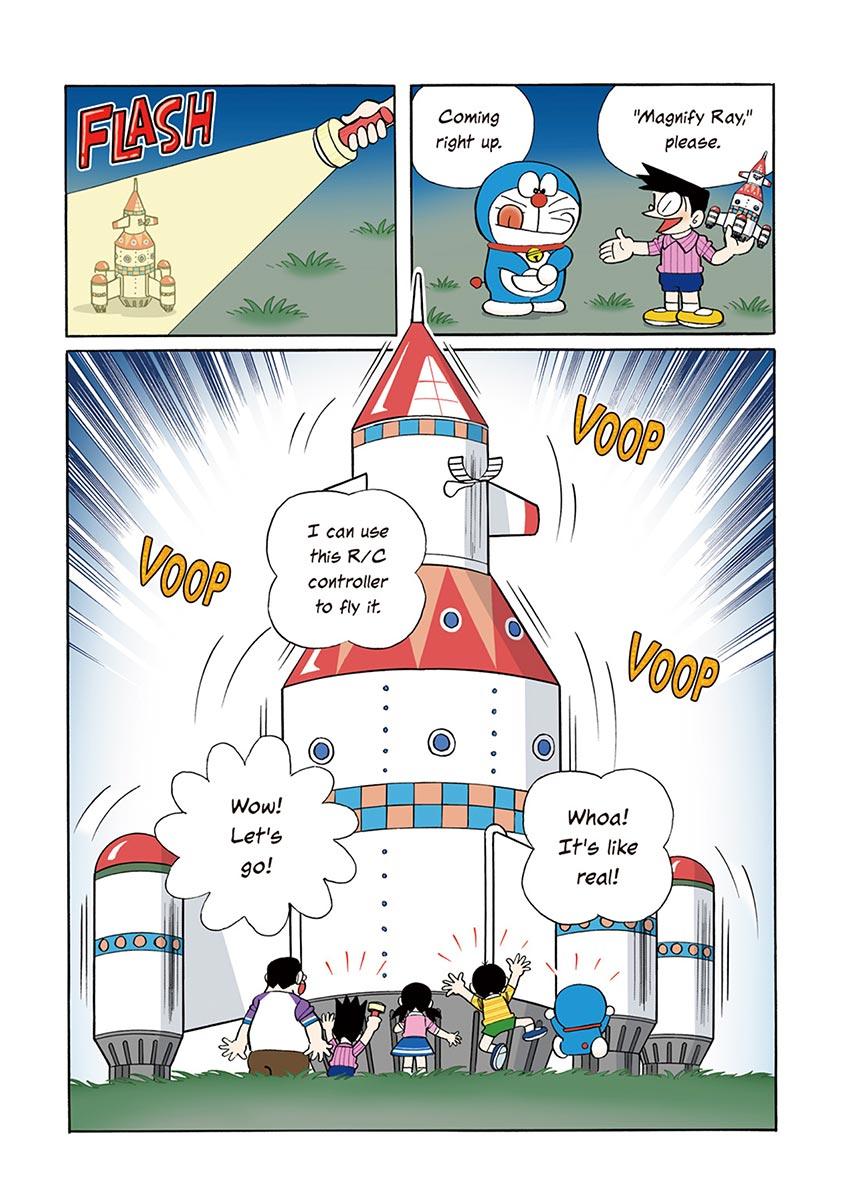 "Magnify Ray,"
please.
Coming
right up.
FLASH
VOOP
I can use
this R/C
controller
to fly it.
VOOP
VOOP
Whoa!
It's like
real!
Wow!
Let's
go!